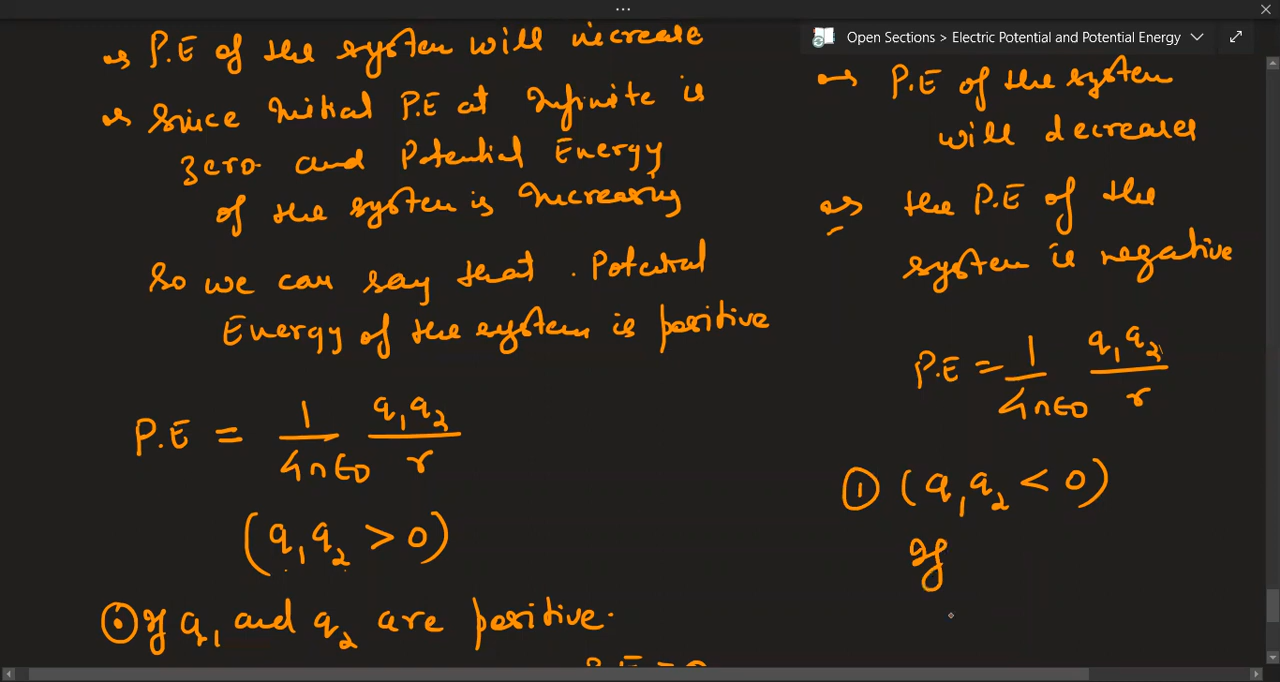 ...
Open Sections > Electric Potential and Potential Energy
⇒ P.E of the system will increase
⇒ Since initial P.E at Infinite is
zero and Potential Energy
of the system is Increasing
So we can say that . Potential
Energy of the system is positive
P.E = 1/4πε0 q1q2/r
(q1q2 > 0)
⊙ If q1 and q2 are positive.
⇒ P.E of the system
will decreases
⇒ the P.E of the
system is negative
P.E = 1/4πε0 q1q2/r
① (q1q2 < 0)
If